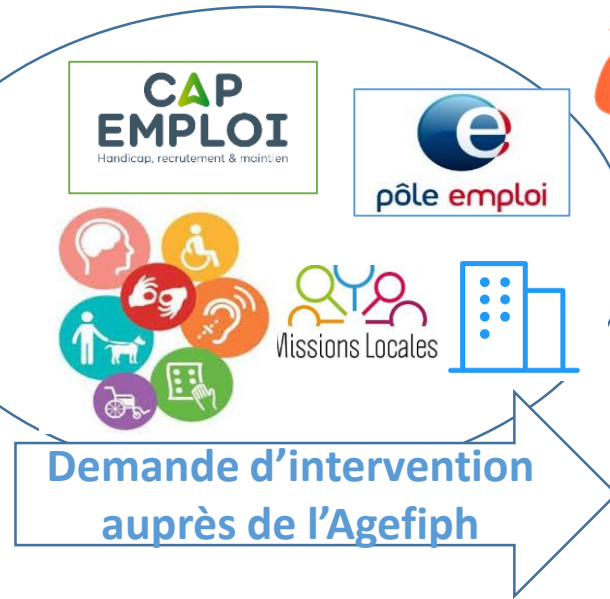 CAP
EMPLOI
Handicap, recrutement & maintien
pôle emploi
Missions Locales
Demande d’intervention
auprès de l’Agefiph